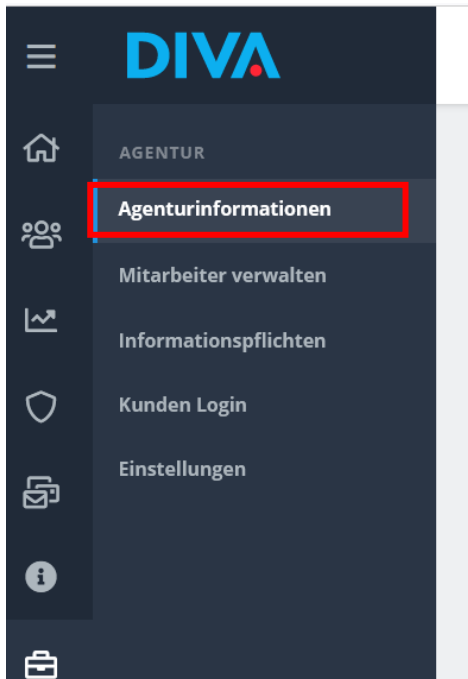 DIVA
AGENTUR
Agenturinformationen
Mitarbeiter verwalten
Informationspflichten
Kunden Login
Einstellungen